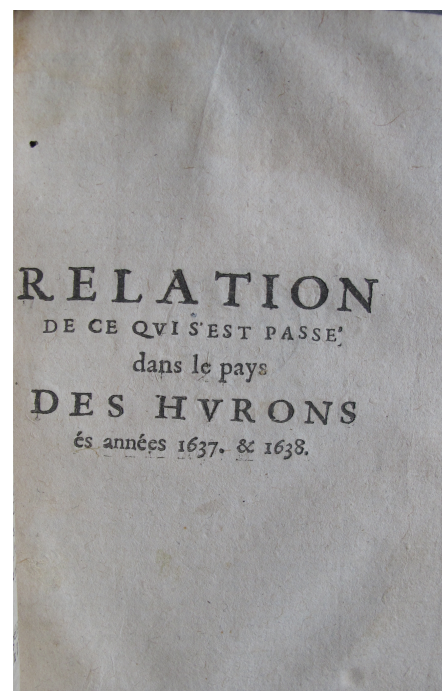 RELATION
DE CE QVI S'EST PASSE'
dans le pays
DES HVRONS
és années 1637. & 1638.